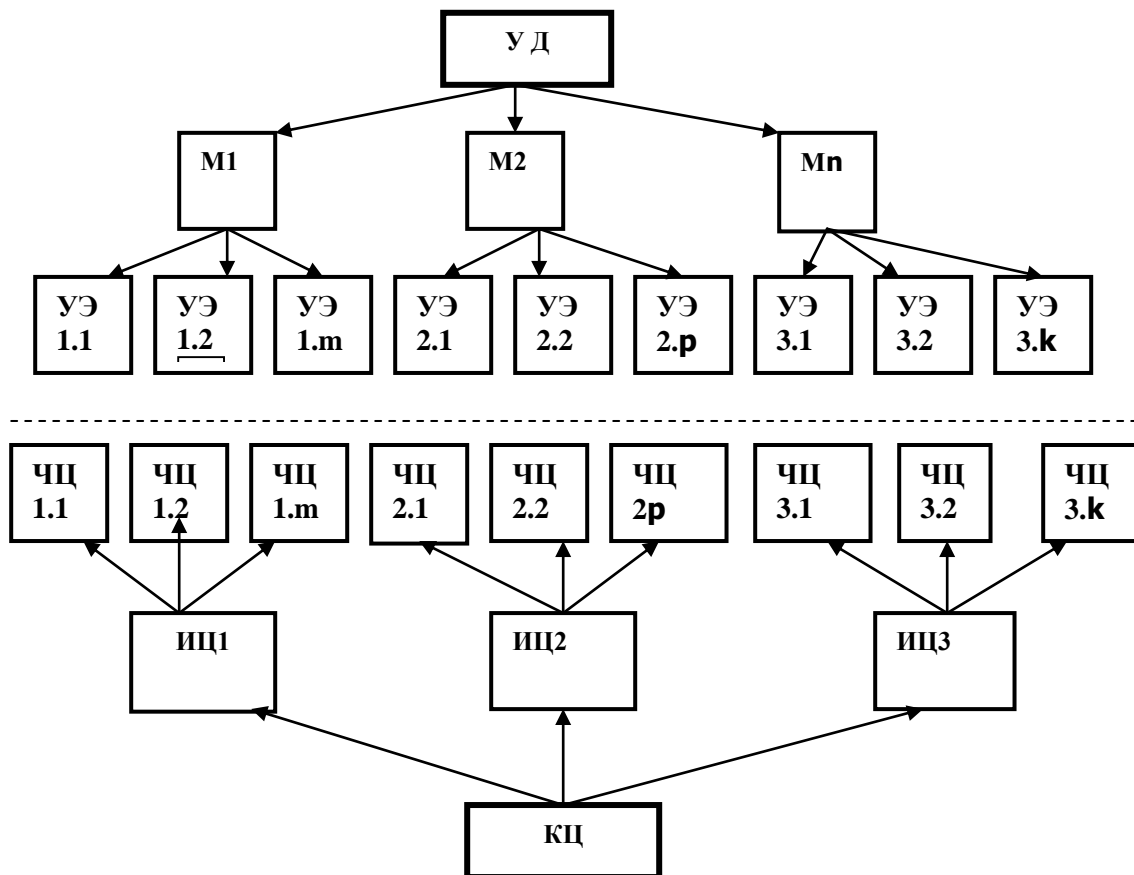 У Д
М1
М2
Мn
УЭ
1.1
УЭ
1.2
УЭ
1.m
УЭ
2.1
УЭ
2.2
УЭ
2.p
УЭ
3.1
УЭ
3.2
УЭ
3.k
ЧЦ
1.1
ЧЦ
1.2
ЧЦ
1.m
ЧЦ
2.1
ЧЦ
2.2
ЧЦ
2p
ЧЦ
3.1
ЧЦ
3.2
ЧЦ
3.k
ИЦ1
ИЦ2
ИЦ3
КЦ